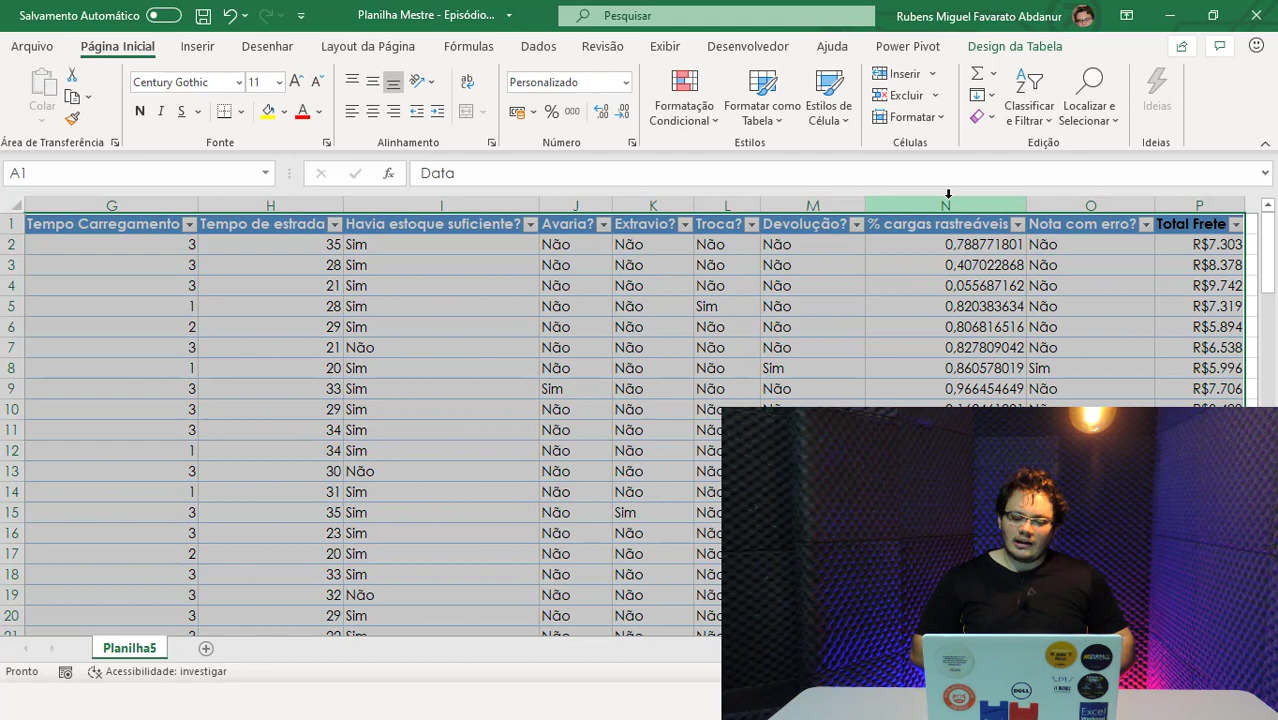 Salvamento Automático
Planilha Mestre - Episódio...
Pesquisar
Rubens Miguel Favarato Abdanur
Arquivo Página Inicial Inserir Desenhar Layout da Página Fórmulas Dados Revisão Exibir Desenvolvedor Ajuda Power Pivot Design da Tabela
Century Gothic 11 Personalizado Inserir
Colar Formatação Condicional Formatar como Tabela Estilos de Célula Excluir Classificar e Filtrar Localizar e Selecionar Ideias
N I S % 000 Formatar
Área de Transferência Fonte Alinhamento Número Estilos Células Edição Ideias
A1 fx Data
G H I J K L M N O P
1 Tempo Carregamento Tempo de estrada Havia estoque suficiente? Avaria? Extravio? Troca? Devolução? % cargas rastreáveis Nota com erro? Total Frete
2 3 35 Sim Não Não Não Não 0,788771801 Não R$7.303
3 3 28 Sim Não Não Não Não 0,407022868 Não R$8.378
4 3 21 Sim Não Não Não Não 0,055687162 Não R$9.742
5 1 28 Sim Não Não Sim Não 0,820383634 Não R$7.319
6 2 29 Sim Não Não Não Não 0,806816516 Não R$5.894
7 3 21 Não Não Não Não Não 0,827809042 Não R$6.538
8 1 20 Sim Não Não Não Sim 0,860578019 Sim R$5.996
9 3 33 Sim Sim Não Não Não 0,966454649 Não R$7.706
10 3 29 Sim Não Não
11 3 34 Sim Não Não
12 1 34 Sim Não Não
13 3 30 Não Não Não
14 1 31 Sim Não Não
15 3 35 Sim Não Sim
16 3 23 Sim Não Não
17 2 20 Sim Não Não
18 3 33 Sim Não Não
19 3 32 Não Não Não
20 3 29 Sim Não Não
Planilha5
Pronto Acessibilidade: investigar
DELL
Excel